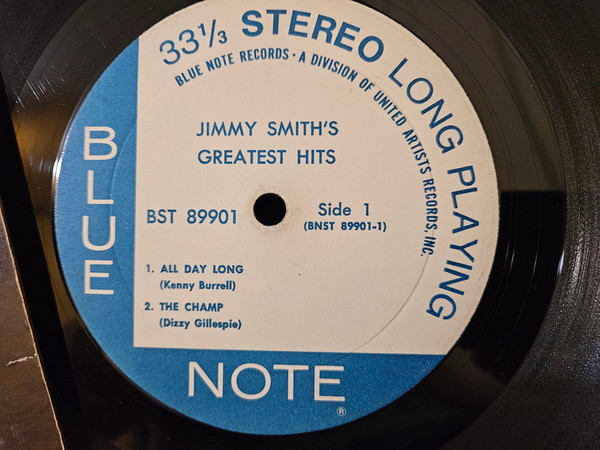 33⅓ STEREO LONG PLAYING
BLUE NOTE RECORDS • A DIVISION OF UNITED ARTISTS RECORDS, INC.
JIMMY SMITH'S
GREATEST HITS
BST 89901
Side 1
(BNST 89901-1)
1. ALL DAY LONG
(Kenny Burrell)
2. THE CHAMP
(Dizzy Gillespie)
BLUE
NOTE
®